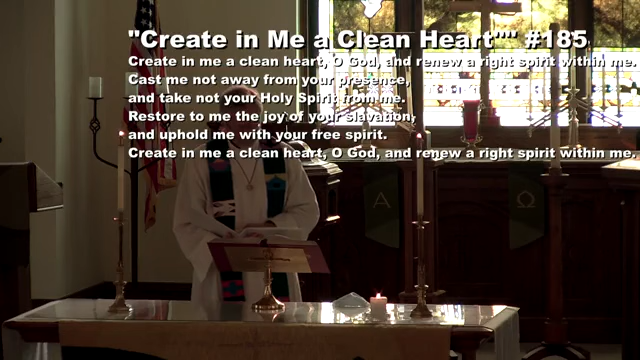 "Create in Me a Clean Heart"" #185
Create in me a clean heart, O God, and renew a right spirit within me.
Cast me not away from your presence,
and take not your Holy Spirit from me.
Restore to me the joy of your slavation,
and uphold me with your free spirit.
Create in me a clean heart, O God, and renew a right spirit within me.
Α Ω